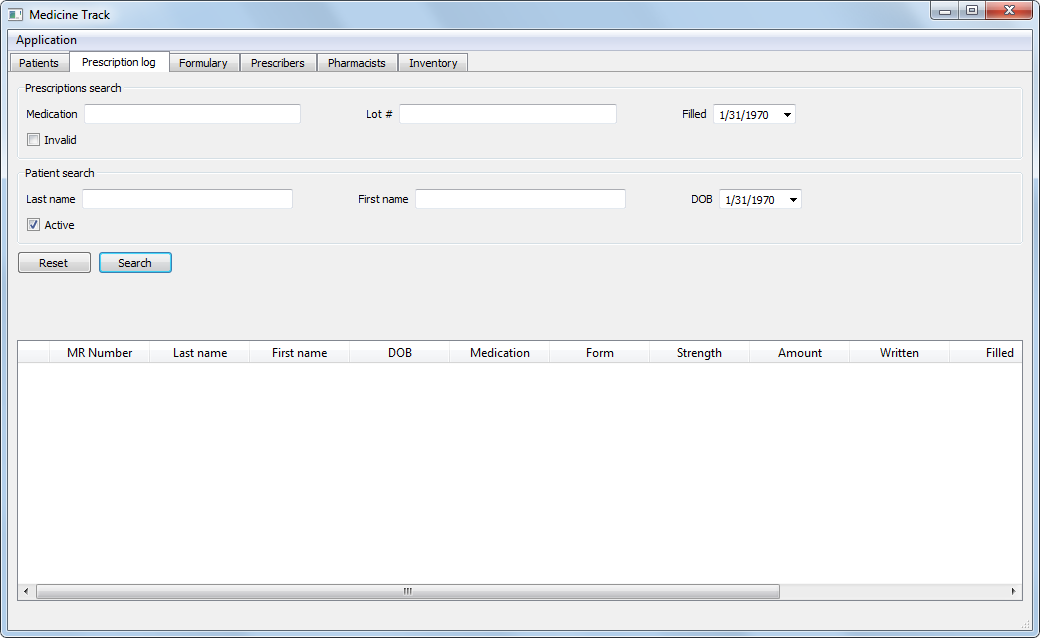 Medicine Track
Application
Patients Prescription log Formulary Prescribers Pharmacists Inventory
Prescriptions search
Medication Lot # Filled 1/31/1970
Invalid
Patient search
Last name First name DOB 1/31/1970
Active
Reset Search
MR Number Last name First name DOB Medication Form Strength Amount Written Filled